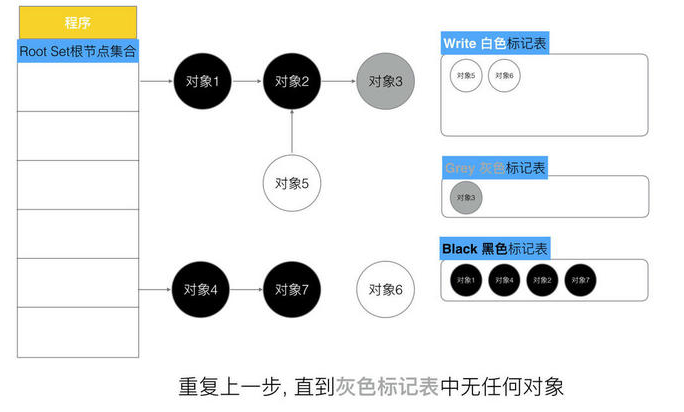 程序
Root Set根节点集合
对象1
对象2
对象3
对象5
对象4
对象7
对象6
Write 白色标记表
对象5
对象6
Grey 灰色标记表
对象3
Black 黑色标记表
对象1
对象4
对象2
对象7
重复上一步, 直到灰色标记表中无任何对象